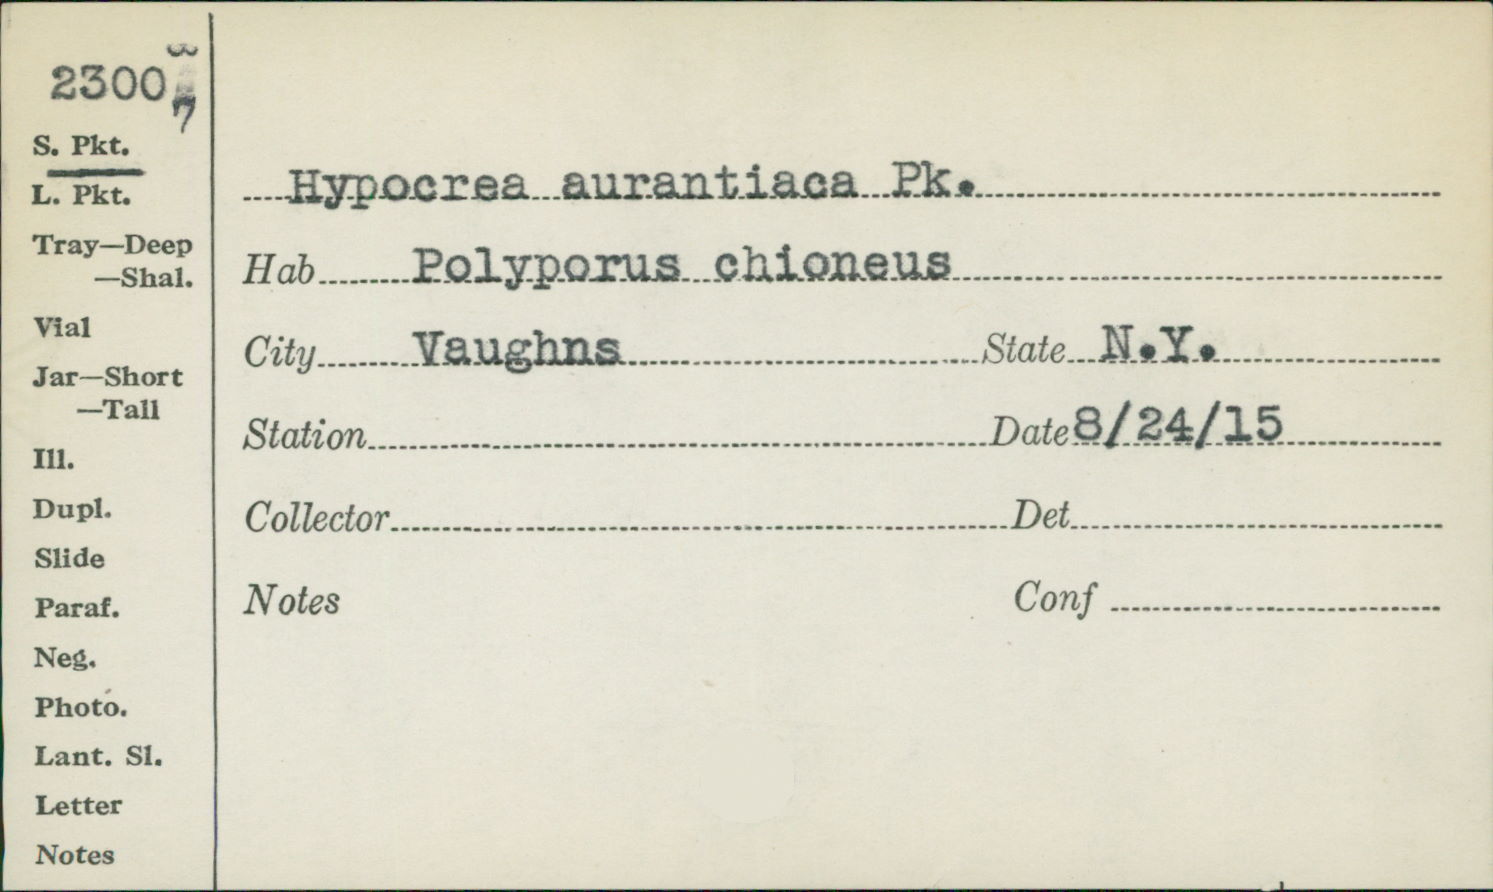 2300
S. Pkt.
L. Pkt.
Tray—Deep
—Shal.
Vial
Jar—Short
—Tall
Ill.
Dupl.
Slide
Paraf.
Neg.
Photo.
Lant. Sl.
Letter
Notes
Hypocrea aurantiaca Pk.
Hab Polyporus chioneus
City Vaughns State N.Y.
Station Date 8/24/15
Collector Det
Notes Conf